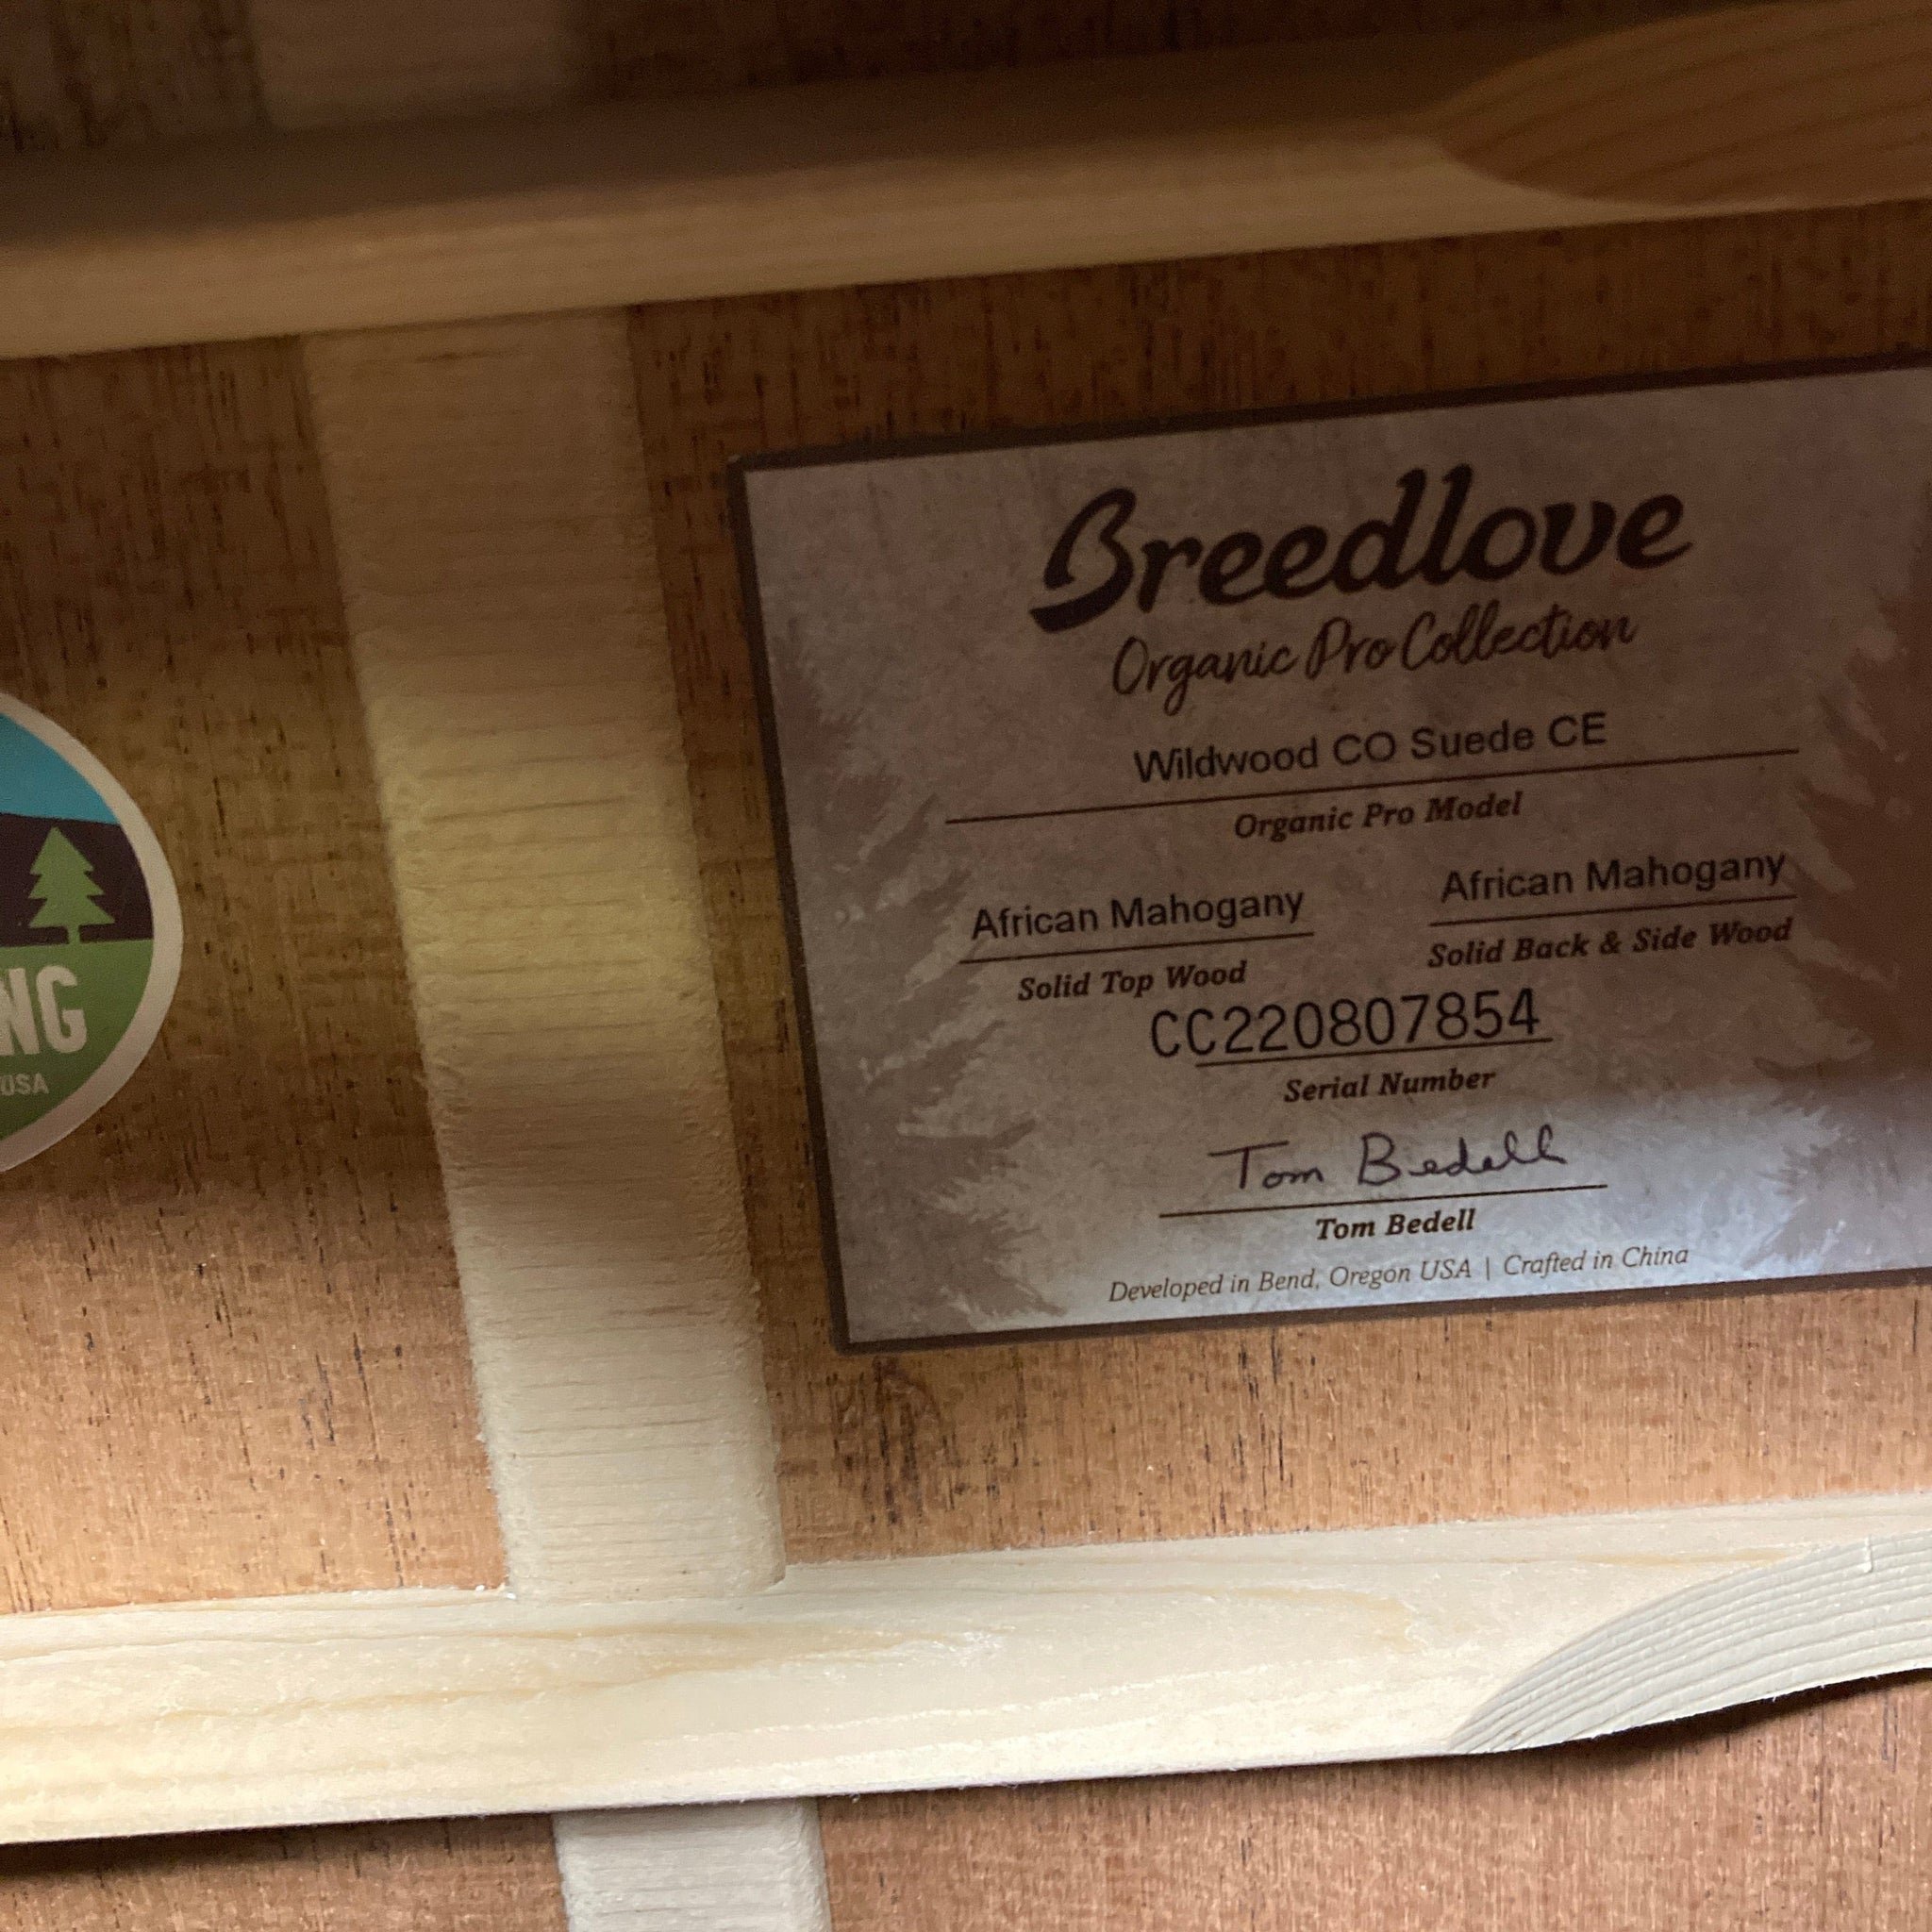 NG
USA
Breedlove
Organic Pro Collection
Wildwood CO Suede CE
Organic Pro Model
African Mahogany African Mahogany
Solid Top Wood Solid Back & Side Wood
CC220807854
Serial Number
Tom Bedell
Tom Bedell
Developed in Bend, Oregon USA | Crafted in China